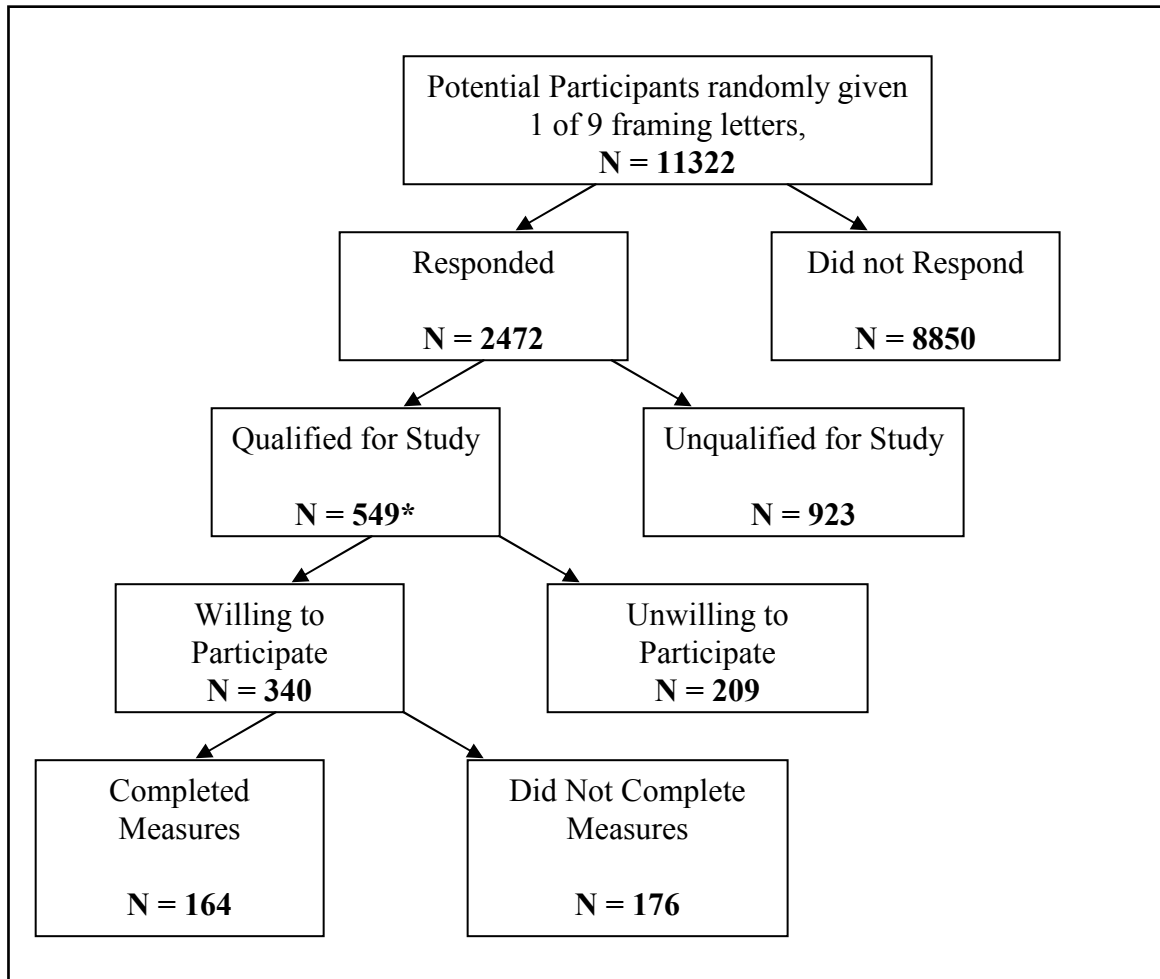 Potential Participants randomly given
1 of 9 framing letters,
N = 11322
Responded
N = 2472
Did not Respond
N = 8850
Qualified for Study
N = 549*
Unqualified for Study
N = 923
Willing to
Participate
N = 340
Unwilling to
Participate
N = 209
Completed
Measures
N = 164
Did Not Complete
Measures
N = 176